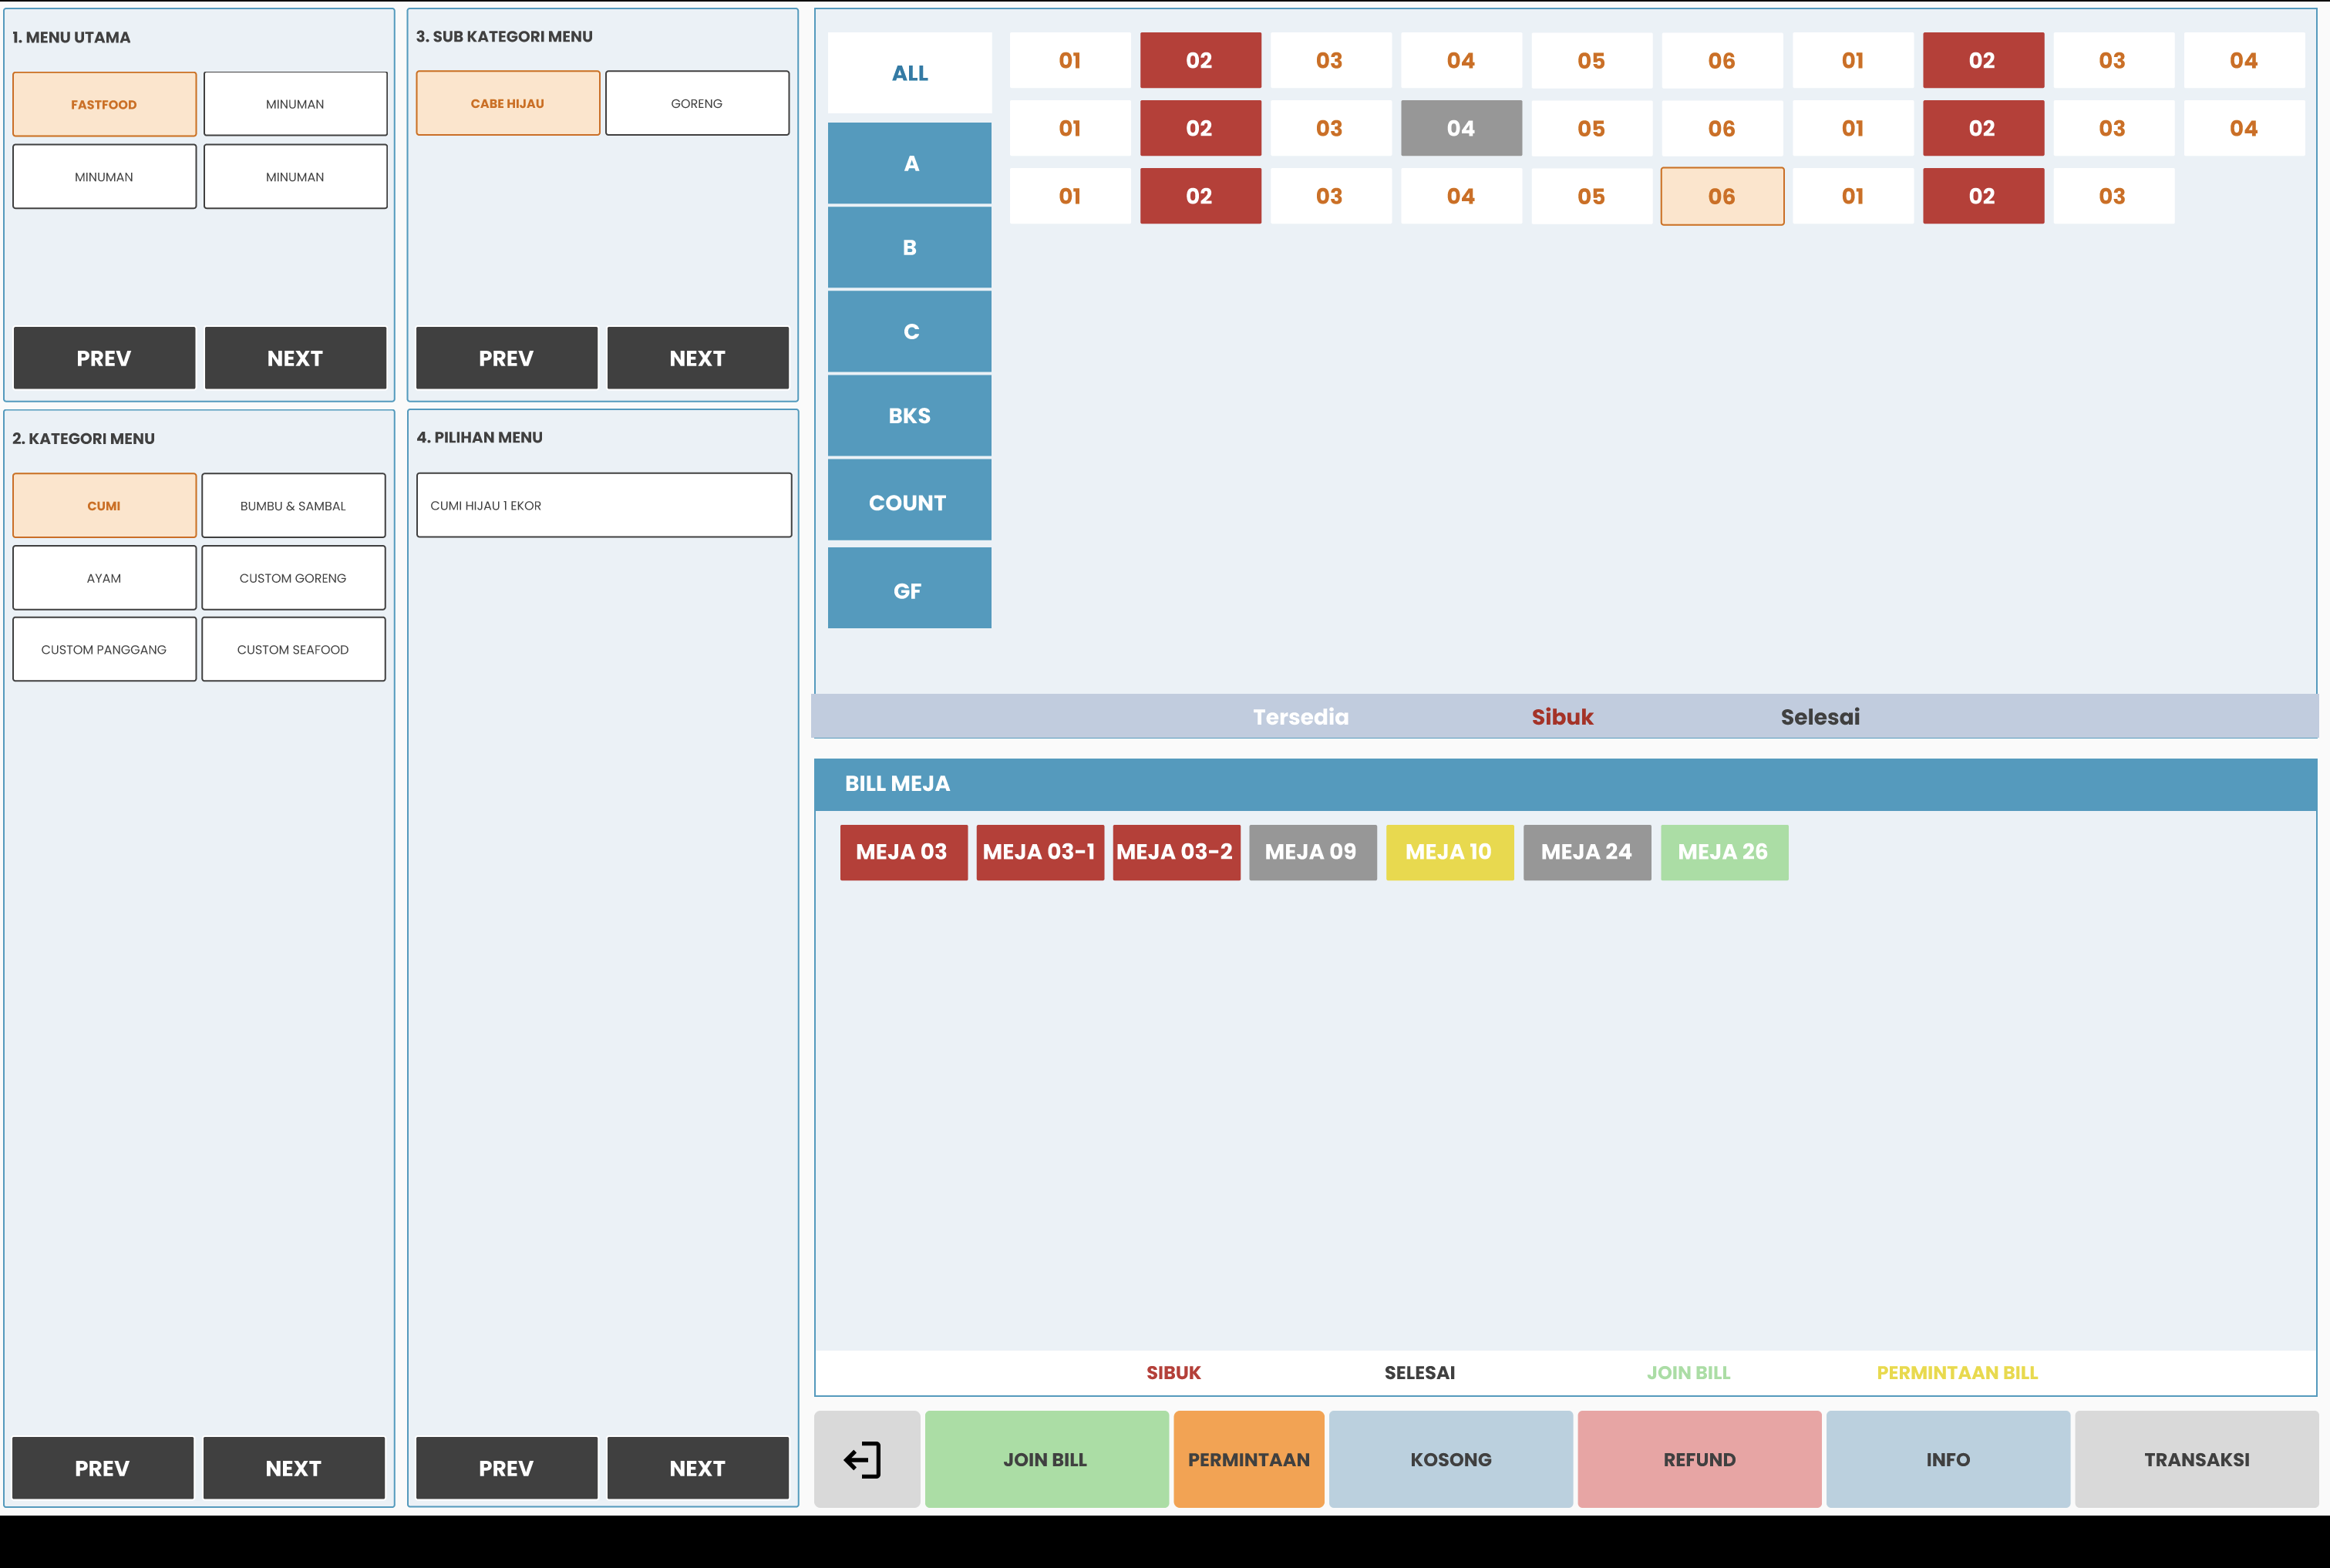 1. MENU UTAMA
FASTFOOD
MINUMAN
MINUMAN
MINUMAN
PREV
NEXT
2. KATEGORI MENU
CUMI
BUMBU & SAMBAL
AYAM
CUSTOM GORENG
CUSTOM PANGGANG
CUSTOM SEAFOOD
PREV
NEXT
3. SUB KATEGORI MENU
CABE HIJAU
GORENG
PREV
NEXT
4. PILIHAN MENU
CUMI HIJAU 1 EKOR
PREV
NEXT
ALL
A
B
C
BKS
COUNT
GF
01 02 03 04 05 06 01 02 03 04
01 02 03 04 05 06 01 02 03 04
01 02 03 04 05 06 01 02 03
Tersedia Sibuk Selesai
BILL MEJA
MEJA 03 MEJA 03-1 MEJA 03-2 MEJA 09 MEJA 10 MEJA 24 MEJA 26
SIBUK SELESAI JOIN BILL PERMINTAAN BILL
JOIN BILL PERMINTAAN KOSONG REFUND INFO TRANSAKSI